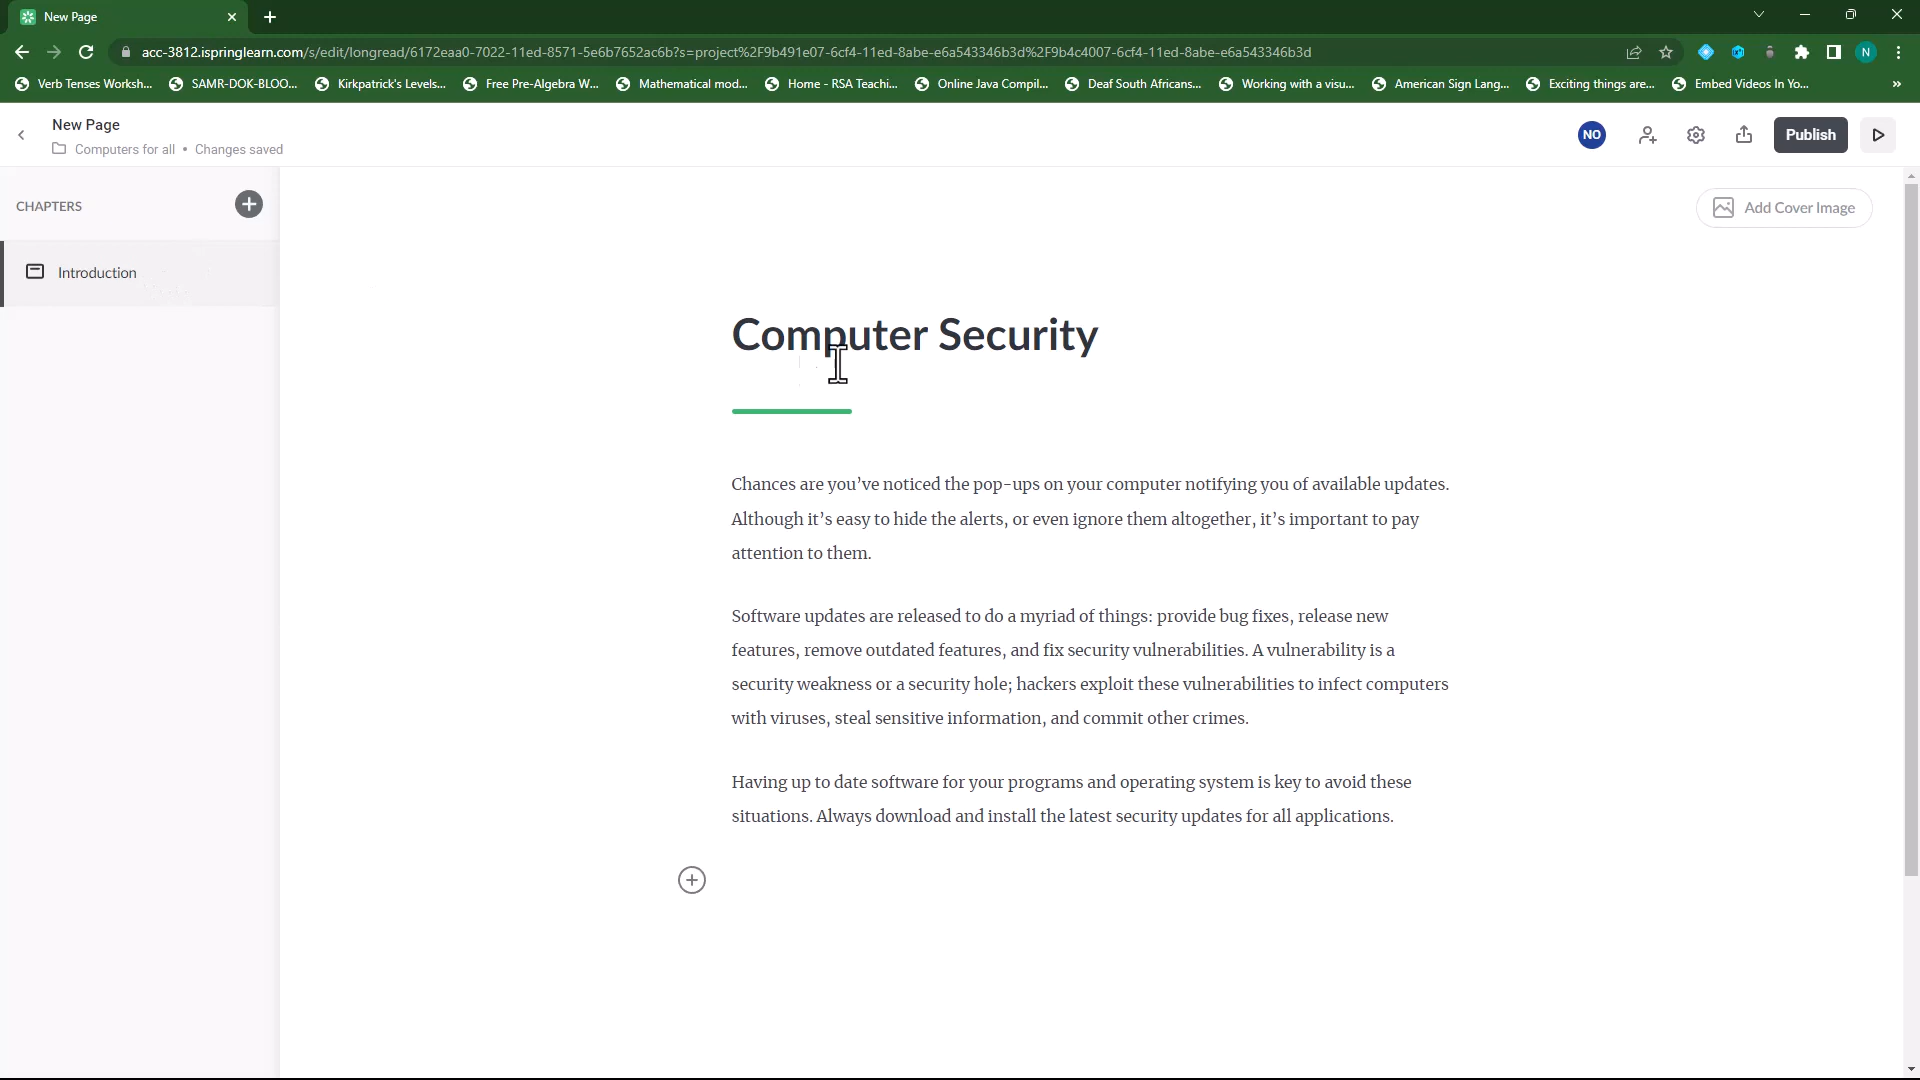 New Page
acc-3812.ispringlearn.com/s/edit/longread/6172eaa0-7022-11ed-8571-5e6b7652ac6b?s=project%2F9b491e07-6cf4-11ed-8abe-e6a543346b3d%2F9b4c4007-6cf4-11ed-8abe-e6a543346b3d
N
Verb Tenses Worksh... SAMR-DOK-BLOO... Kirkpatrick's Levels... Free Pre-Algebra W... Mathematical mod... Home - RSA Teachi... Online Java Compil... Deaf South Africans... Working with a visu... American Sign Lang... Exciting things are... Embed Videos In Yo... »
New Page
Computers for all • Changes saved
NO
Publish
CHAPTERS
Add Cover Image
Introduction
Computer Security
Chances are you’ve noticed the pop-ups on your computer notifying you of available updates.
Although it’s easy to hide the alerts, or even ignore them altogether, it’s important to pay
attention to them.
Software updates are released to do a myriad of things: provide bug fixes, release new
features, remove outdated features, and fix security vulnerabilities. A vulnerability is a
security weakness or a security hole; hackers exploit these vulnerabilities to infect computers
with viruses, steal sensitive information, and commit other crimes.
Having up to date software for your programs and operating system is key to avoid these
situations. Always download and install the latest security updates for all applications.